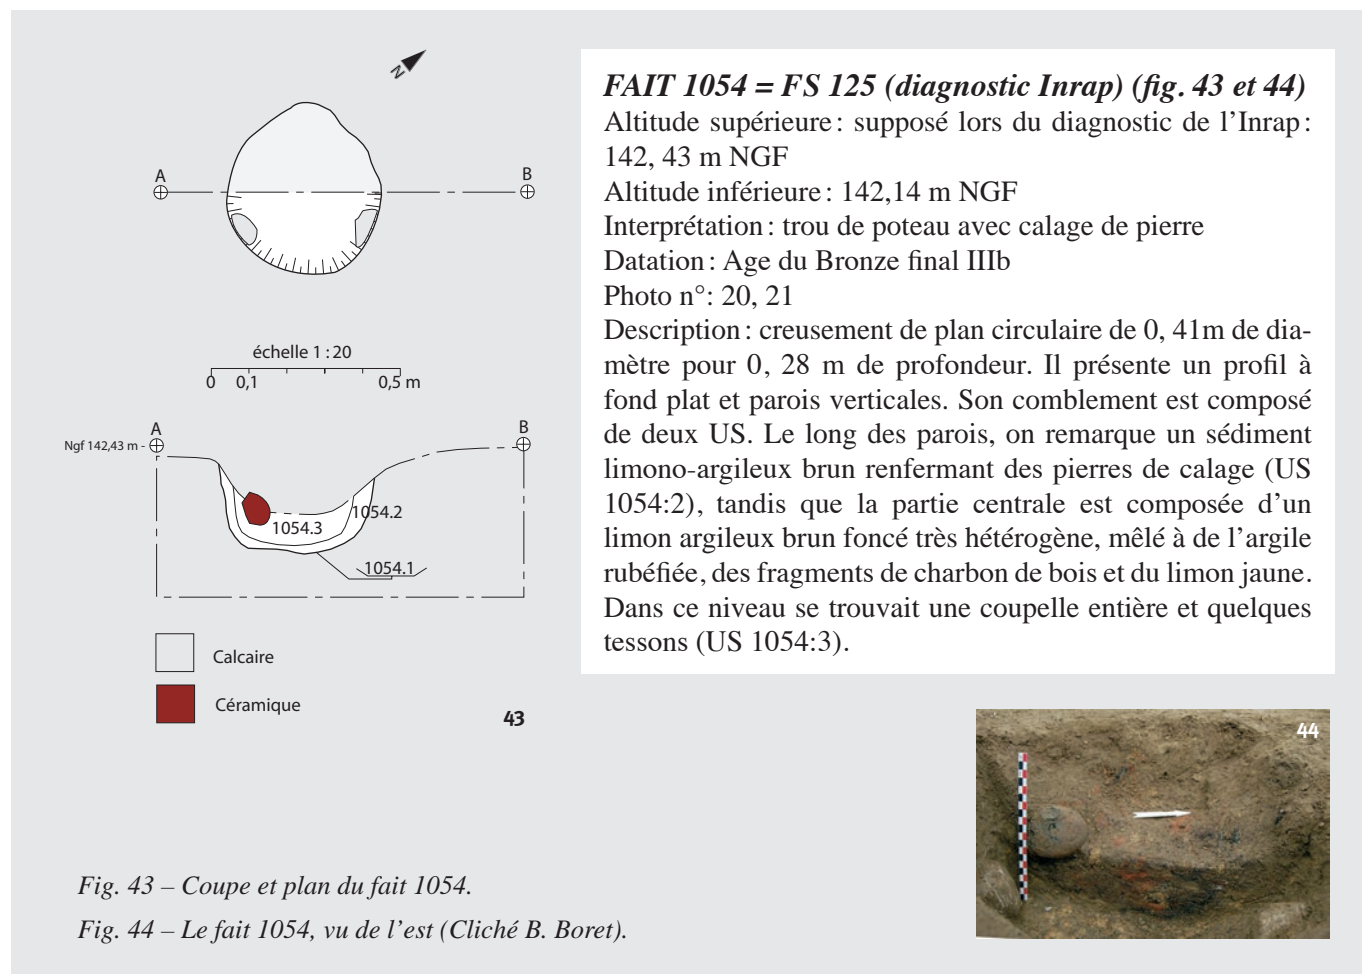 N
A
B
échelle 1 : 20
0 0,1 0,5 m
A
B
Ngf 142,43 m -
1054.2
1054.3
1054.1
Calcaire
Céramique
43
FAIT 1054 = FS 125 (diagnostic Inrap) (fig. 43 et 44)
Altitude supérieure : supposé lors du diagnostic de l’Inrap :
142, 43 m NGF
Altitude inférieure : 142,14 m NGF
Interprétation : trou de poteau avec calage de pierre
Datation : Age du Bronze final IIIb
Photo n°: 20, 21
Description : creusement de plan circulaire de 0, 41m de dia-
mètre pour 0, 28 m de profondeur. Il présente un profil à
fond plat et parois verticales. Son comblement est composé
de deux US. Le long des parois, on remarque un sédiment
limono-argileux brun renfermant des pierres de calage (US
1054:2), tandis que la partie centrale est composée d’un
limon argileux brun foncé très hétérogène, mêlé à de l’argile
rubéfiée, des fragments de charbon de bois et du limon jaune.
Dans ce niveau se trouvait une coupelle entière et quelques
tessons (US 1054:3).
44
Fig. 43 – Coupe et plan du fait 1054.
Fig. 44 – Le fait 1054, vu de l’est (Cliché B. Boret).